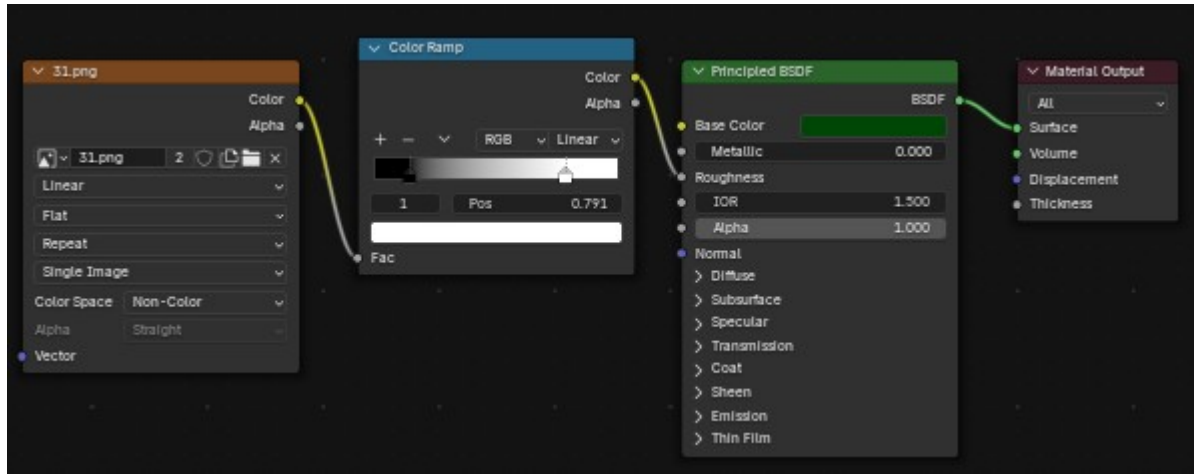 31.png
Color
Alpha
31.png 2
Linear
Flat
Repeat
Single Image
Color Space Non-Color
Alpha Straight
Vector
Color Ramp
Color
Alpha
RGB Linear
1 Pos 0.791
Fac
Principled BSDF
BSDF
Base Color
Metallic 0.000
Roughness
IOR 1.500
Alpha 1.000
Normal
Diffuse
Subsurface
Specular
Transmission
Coat
Sheen
Emission
Thin Film
Material Output
All
Surface
Volume
Displacement
Thickness